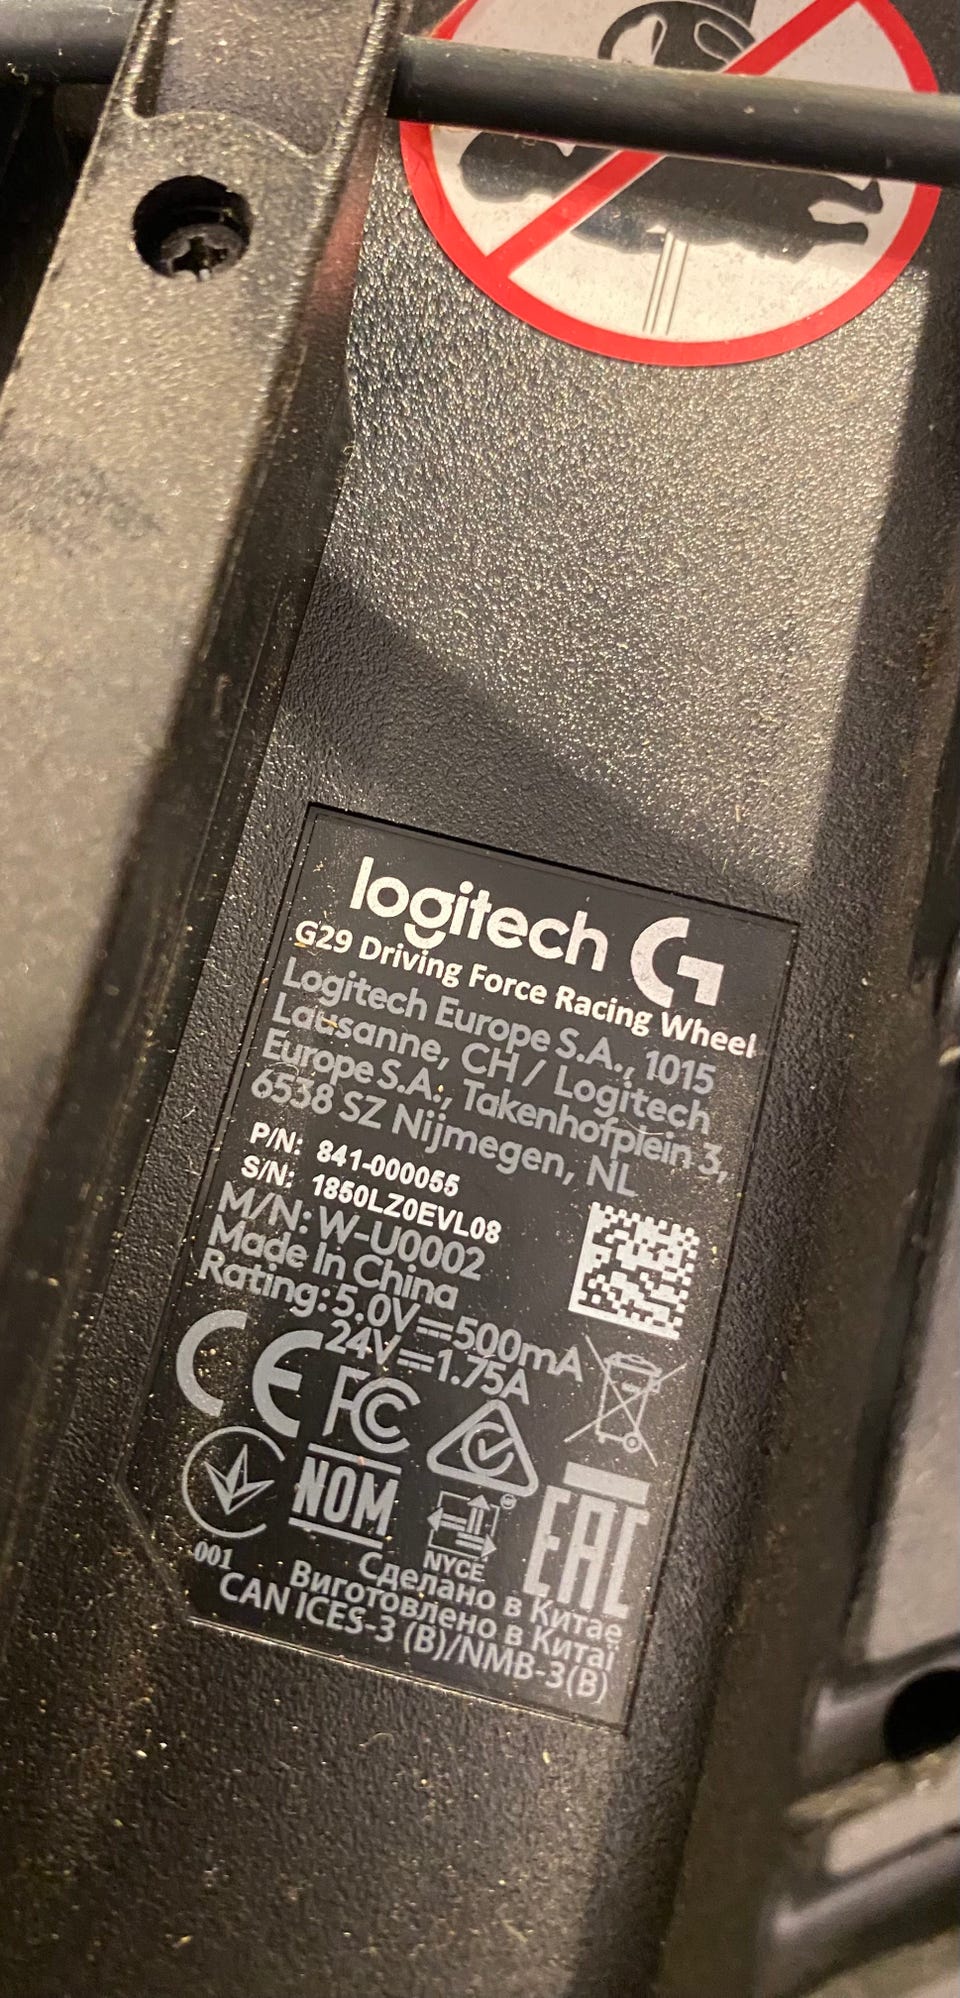 logitech G
G29 Driving Force Racing Wheel
Logitech Europe S.A., 1015
Lausanne, CH / Logitech
Europe S.A., Takenhofplein 3,
6538 SZ Nijmegen, NL
P/N: 841-000055
S/N: 1850LZ0EVL08
M/N: W-U0002
Made In China
Rating: 5.0V⎓500mA
24V⎓1.75A
CE FC
NOM
NYCE
EAC
001
Сделано в Китае
Виготовлено в Китаї
CAN ICES-3 (B)/NMB-3(B)